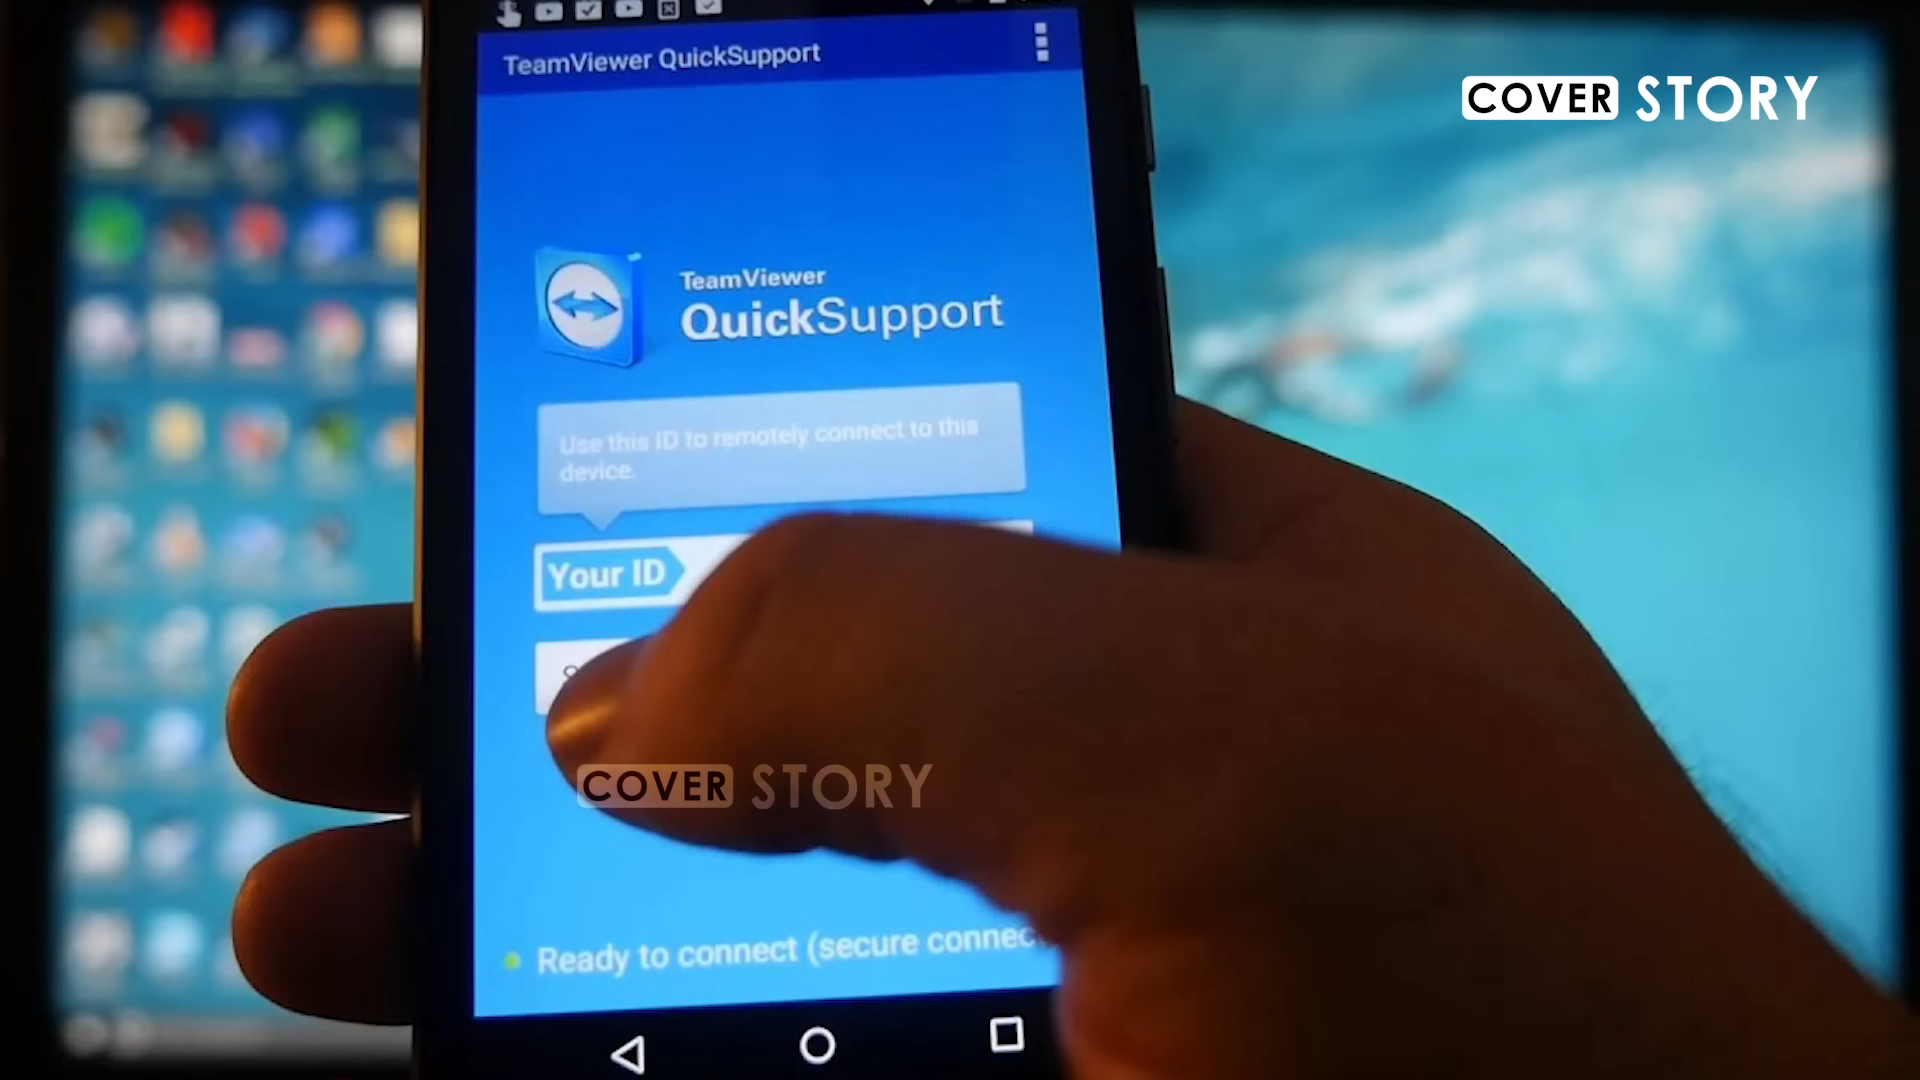 TeamViewer QuickSupport
COVER STORY
TeamViewer
QuickSupport
Use this ID to remotely connect to this
device.
Your ID
COVER STORY
Ready to connect (secure